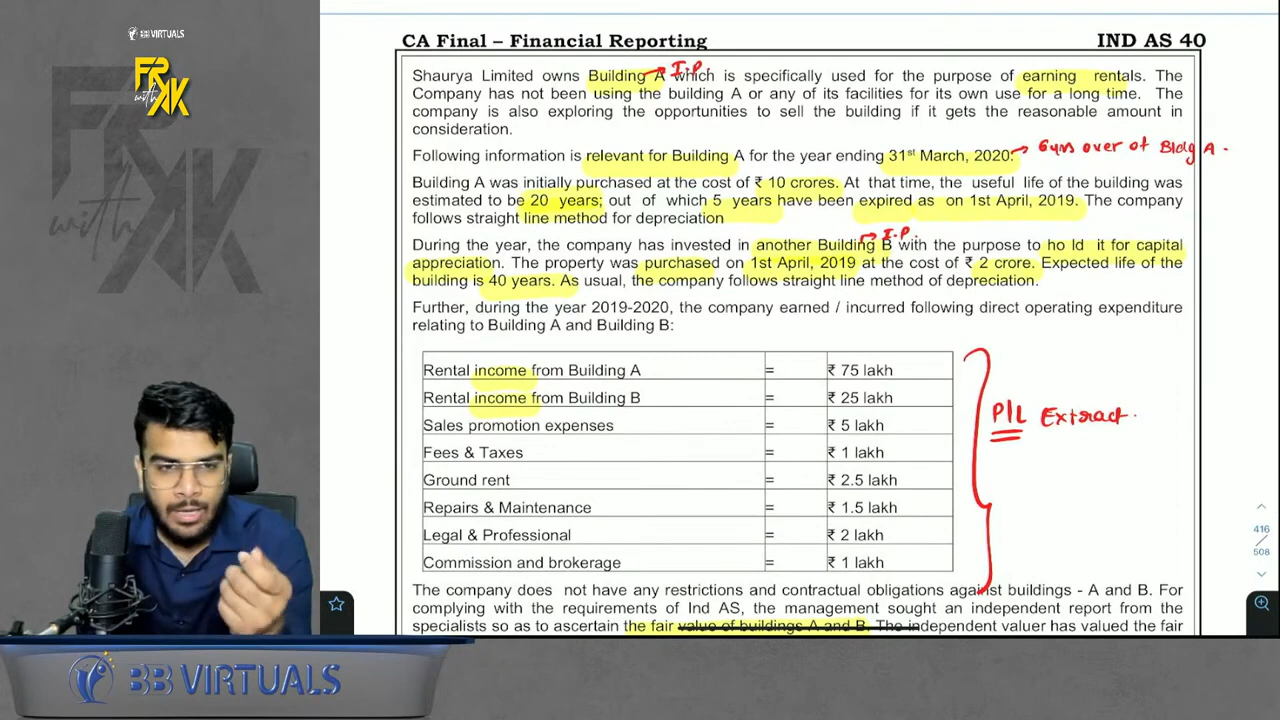 BB VIRTUALS
FR
with
AK
FR
with
AK
CA Final – Financial Reporting
IND AS 40
I.P.
Shaurya Limited owns Building A which is specifically used for the purpose of earning rentals. The
Company has not been using the building A or any of its facilities for its own use for a long time. The
company is also exploring the opportunities to sell the building if it gets the reasonable amount in
consideration.
Following information is relevant for Building A for the year ending 31st March, 2020:
6yrs over of Bldg A.
Building A was initially purchased at the cost of ₹ 10 crores. At that time, the useful life of the building was
estimated to be 20 years; out of which 5 years have been expired as on 1st April, 2019. The company
follows straight line method for depreciation
I.P.
During the year, the company has invested in another Building B with the purpose to ho ld it for capital
appreciation. The property was purchased on 1st April, 2019 at the cost of ₹ 2 crore. Expected life of the
building is 40 years. As usual, the company follows straight line method of depreciation.
Further, during the year 2019-2020, the company earned / incurred following direct operating expenditure
relating to Building A and Building B:
Rental income from Building A = ₹ 75 lakh
Rental income from Building B = ₹ 25 lakh
Sales promotion expenses = ₹ 5 lakh
Fees & Taxes = ₹ 1 lakh
Ground rent = ₹ 2.5 lakh
Repairs & Maintenance = ₹ 1.5 lakh
Legal & Professional = ₹ 2 lakh
Commission and brokerage = ₹ 1 lakh
P/L Extract.
The company does not have any restrictions and contractual obligations against buildings - A and B. For
complying with the requirements of Ind AS, the management sought an independent report from the
specialists so as to ascertain the fair value of buildings A and B. The independent valuer has valued the fair
416
552
BB VIRTUALS